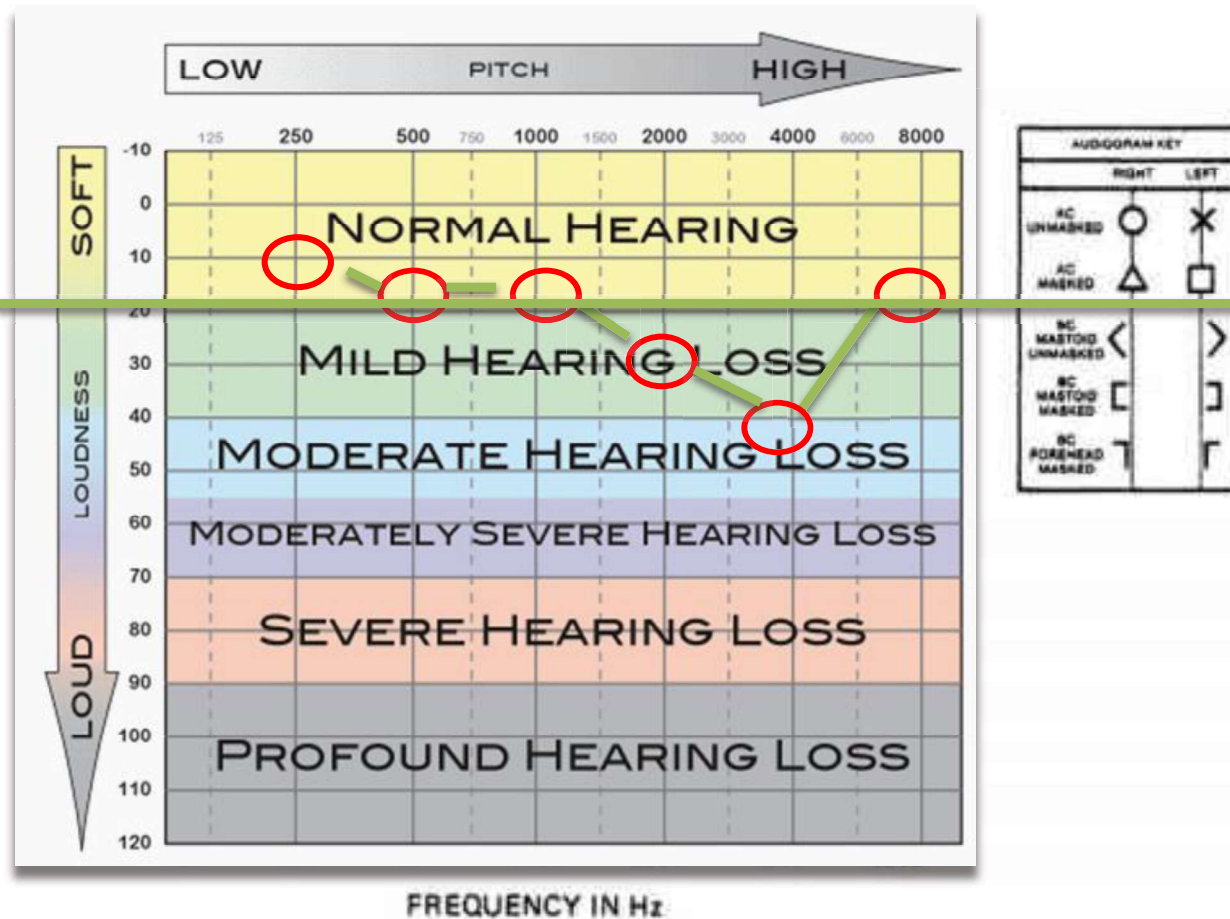 LOW PITCH HIGH
125 250 500 750 1000 1500 2000 3000 4000 6000 8000
SOFT
LOUDNESS
LOUD
-10
0
10
20
30
40
50
60
70
80
90
100
110
120
NORMAL HEARING
MILD HEARING LOSS
MODERATE HEARING LOSS
MODERATELY SEVERE HEARING LOSS
SEVERE HEARING LOSS
PROFOUND HEARING LOSS
FREQUENCY IN Hz
AUDIOGRAM KEY
RIGHT LEFT
AC
UNMASKED
AC
MASKED
BC
MASTOID
UNMASKED
BC
MASTOID
MASKED
BC
FOREHEAD
MASKED